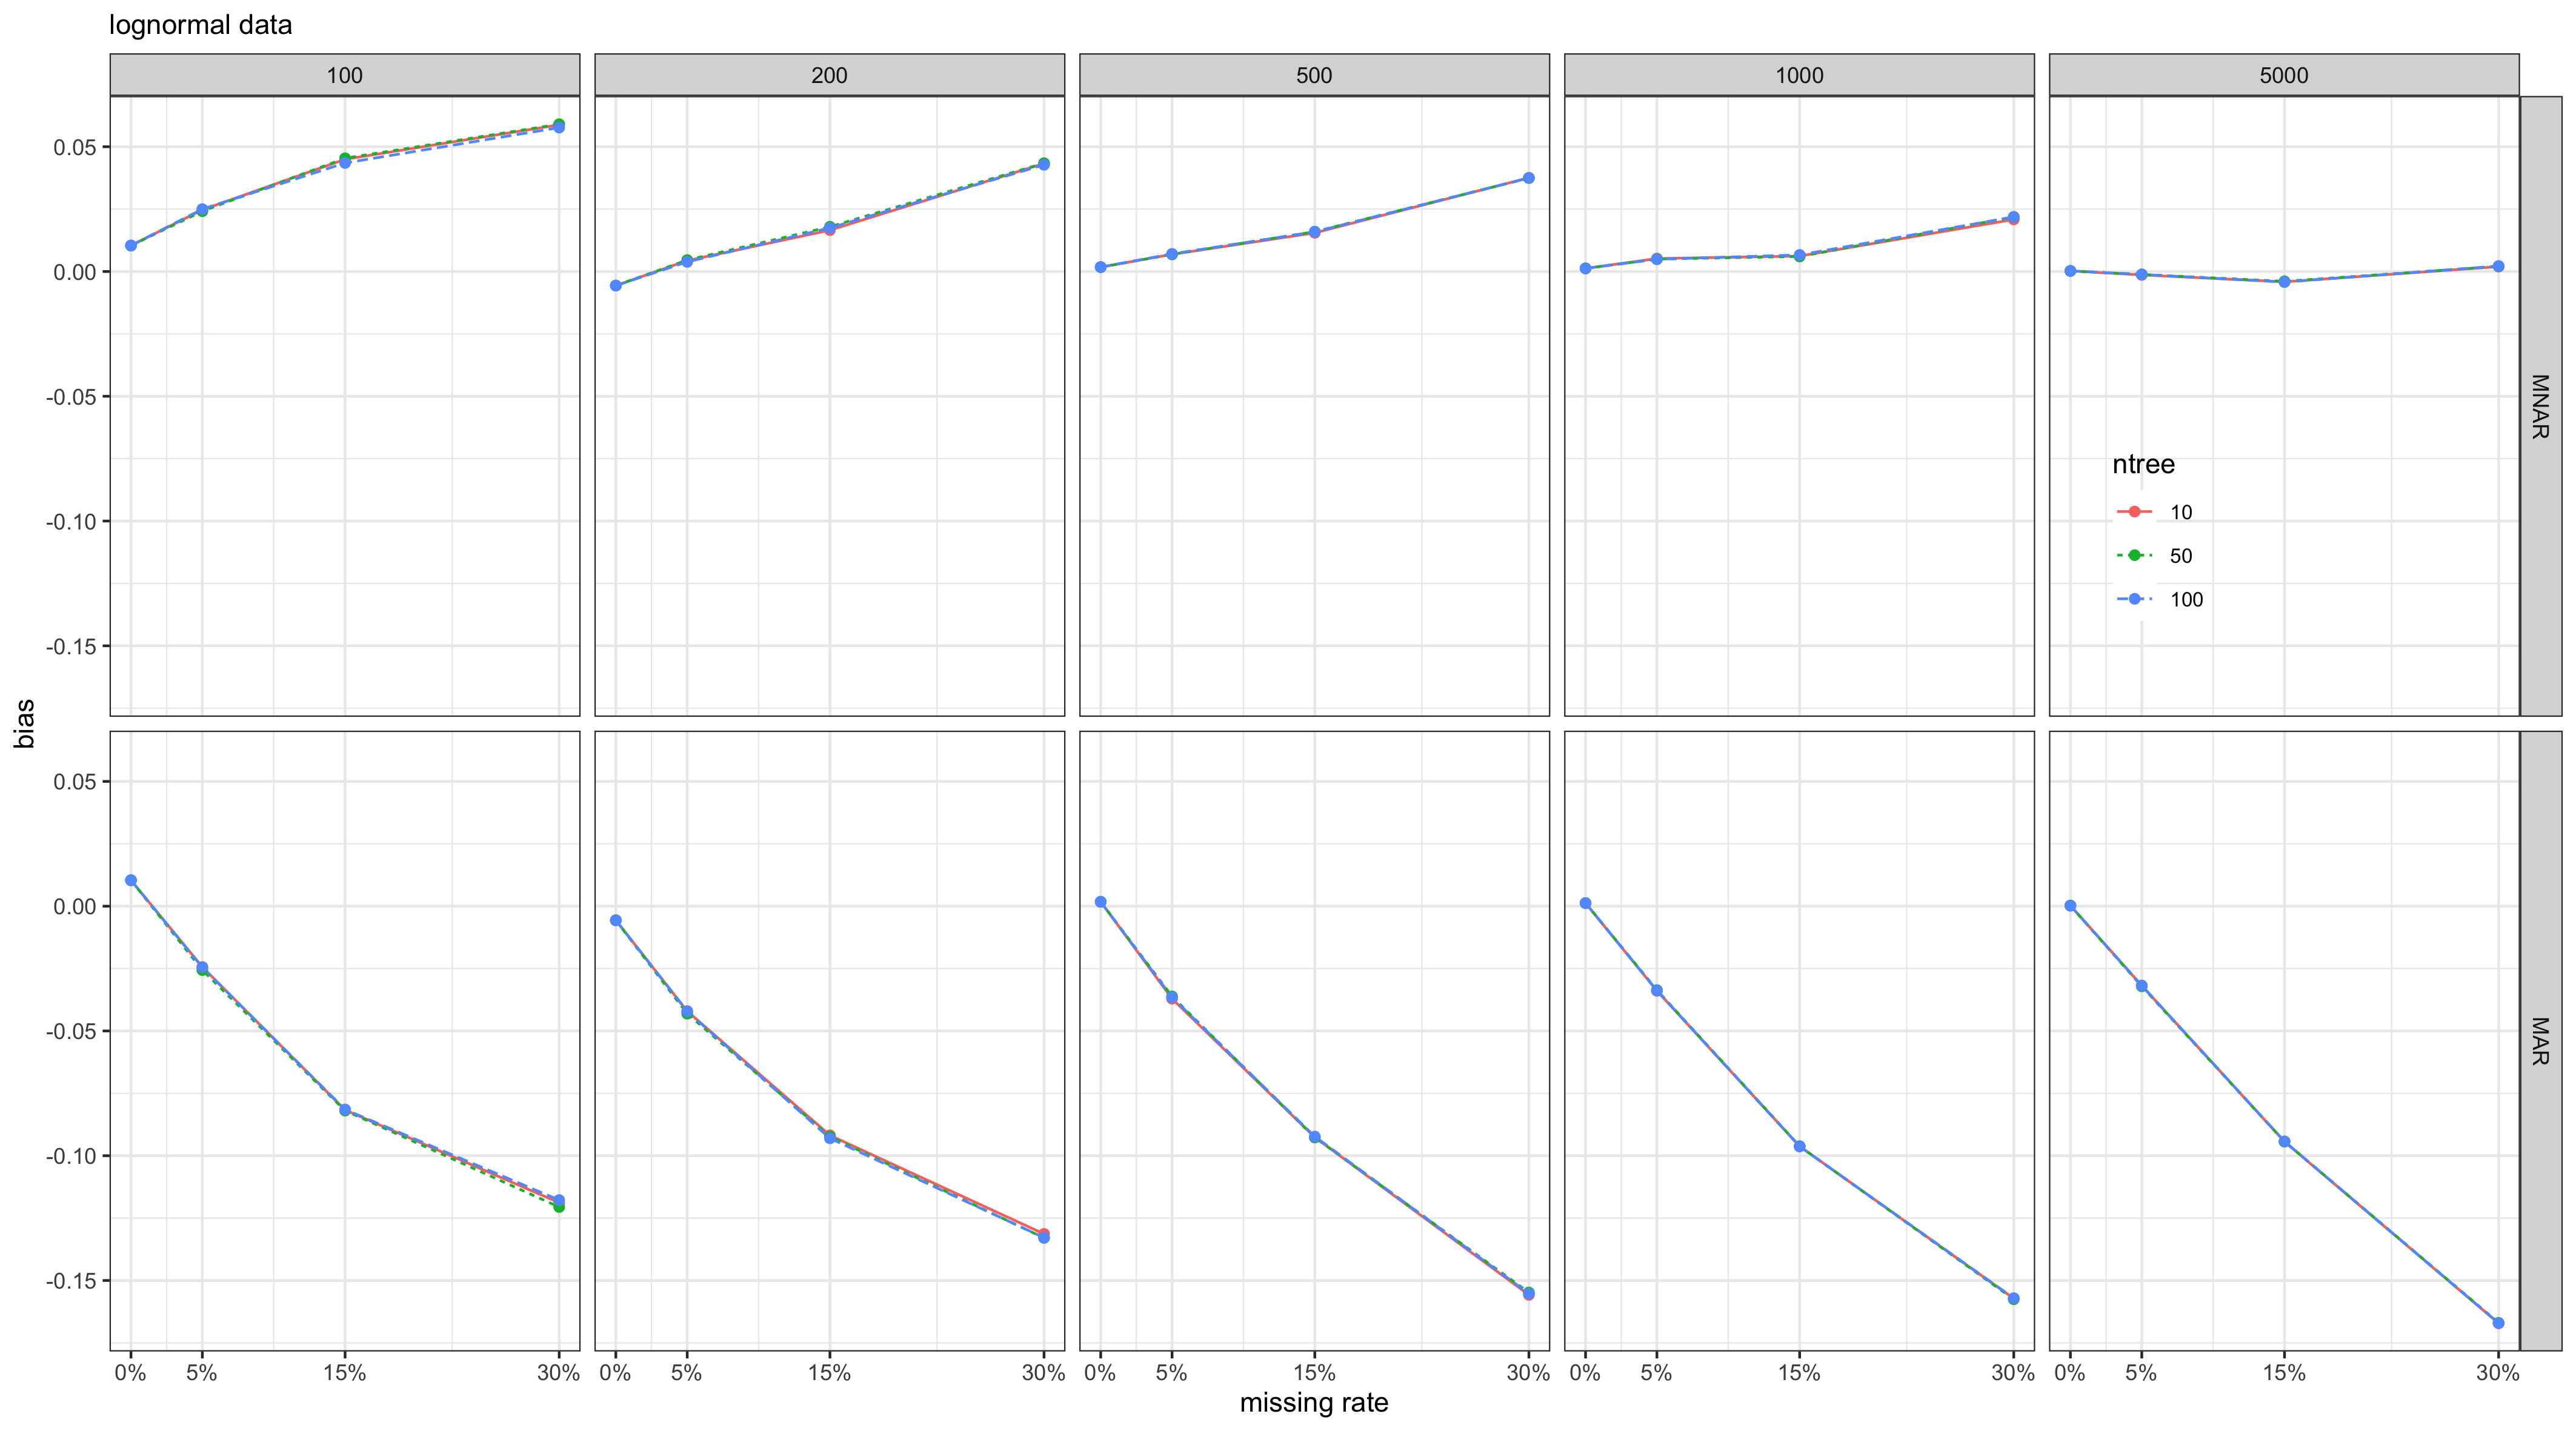 lognormal data
100 200 500 1000 5000
0.05
0.00
-0.05
-0.10
-0.15
MNAR
ntree
10
50
100
bias
0.05
0.00
-0.05
-0.10
-0.15
MAR
0% 5% 15% 30% 0% 5% 15% 30% 0% 5% 15% 30% 0% 5% 15% 30% 0% 5% 15% 30%
missing rate